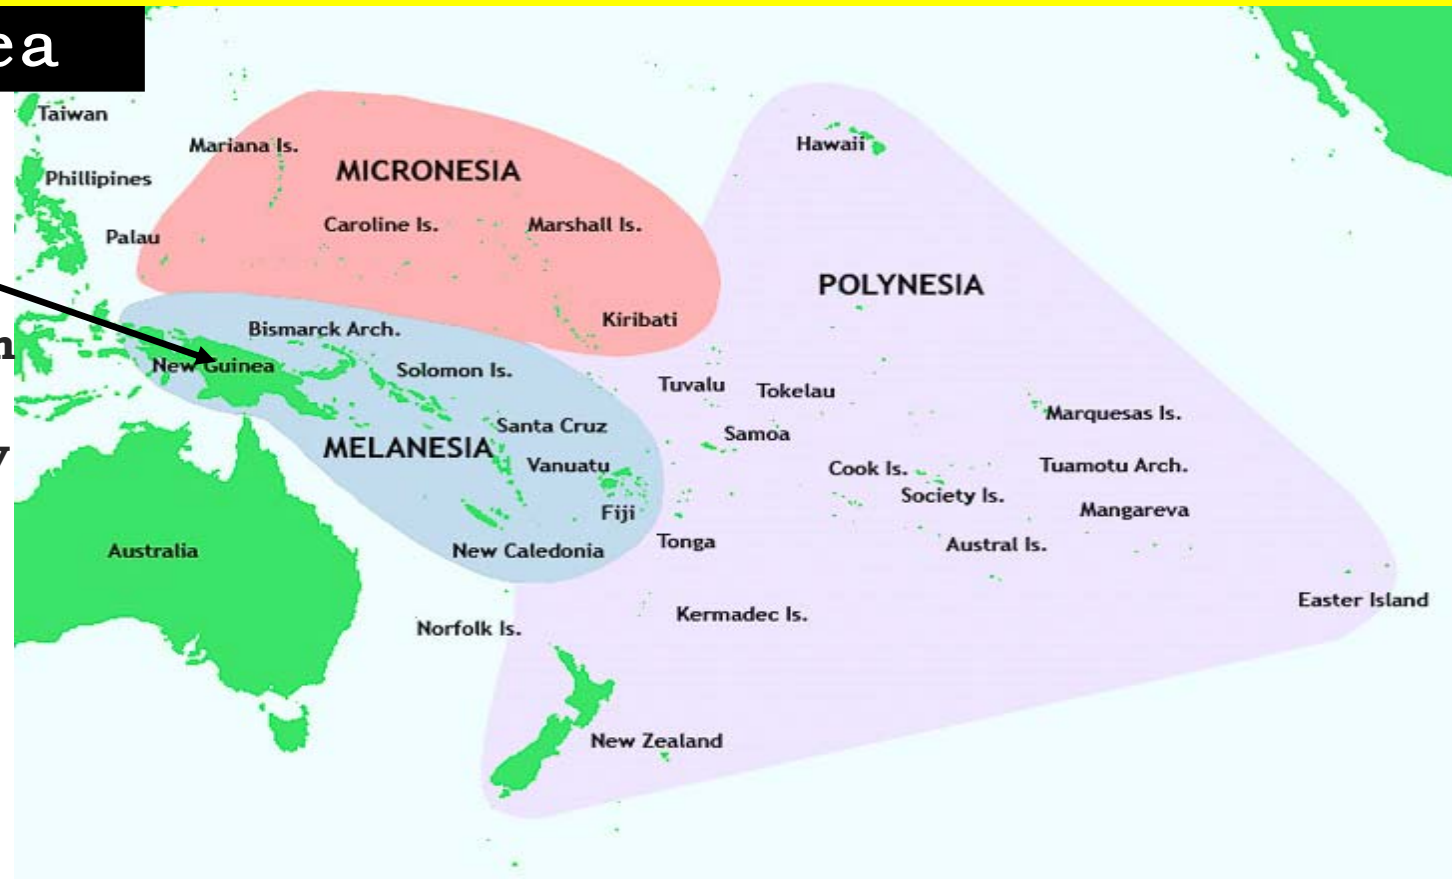 ea
Taiwan
Mariana Is.
Hawaii
MICRONESIA
Phillipines
Caroline Is.
Marshall Is.
Palau
POLYNESIA
Kiribati
Bismarck Arch.
n
New Guinea
Solomon Is.
Tuvalu
Tokelau
Marquesas Is.
Santa Cruz
Samoa
MELANESIA
y
Vanuatu
Cook Is.
Tuamotu Arch.
Society Is.
Fiji
Mangareva
Tonga
Austral Is.
Australia
New Caledonia
Easter Island
Kermadec Is.
Norfolk Is.
New Zealand